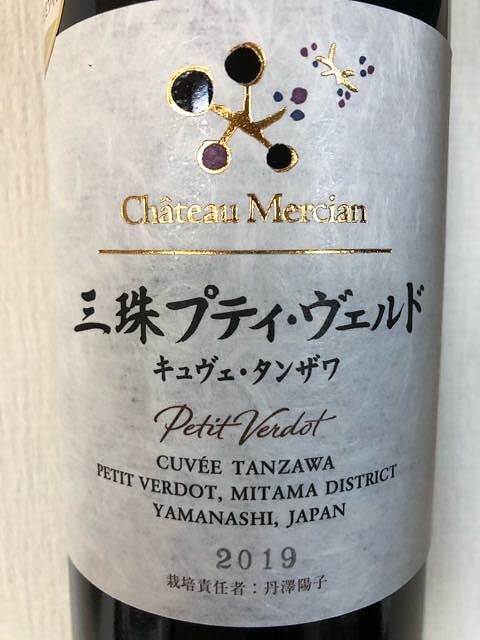 Château Mercian
三珠プティ・ヴェルド
キュヴェ・タンザワ
Petit Verdot
CUVÉE TANZAWA
PETIT VERDOT, MITAMA DISTRICT
YAMANASHI, JAPAN
2019
栽培責任者：丹澤陽子